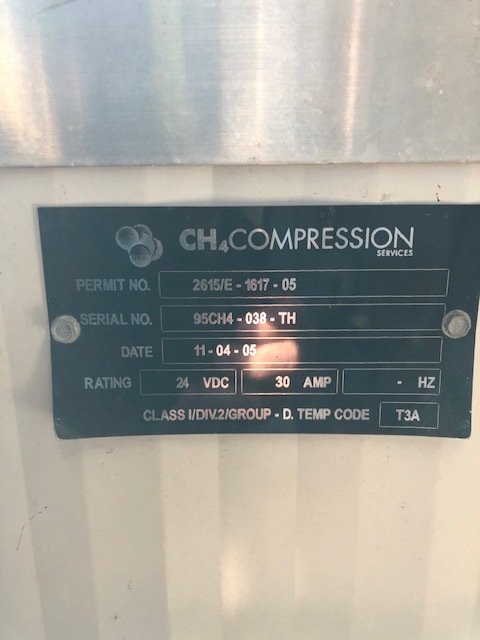 CH₄COMPRESSION
SERVICES
PERMIT NO. 2615/E - 1617 - 05
SERIAL NO. 95CH4 - 038 - TH
DATE 11 - 04 - 05
RATING 24 VDC 30 AMP - HZ
CLASS I/DIV.2/GROUP - D. TEMP CODE T3A